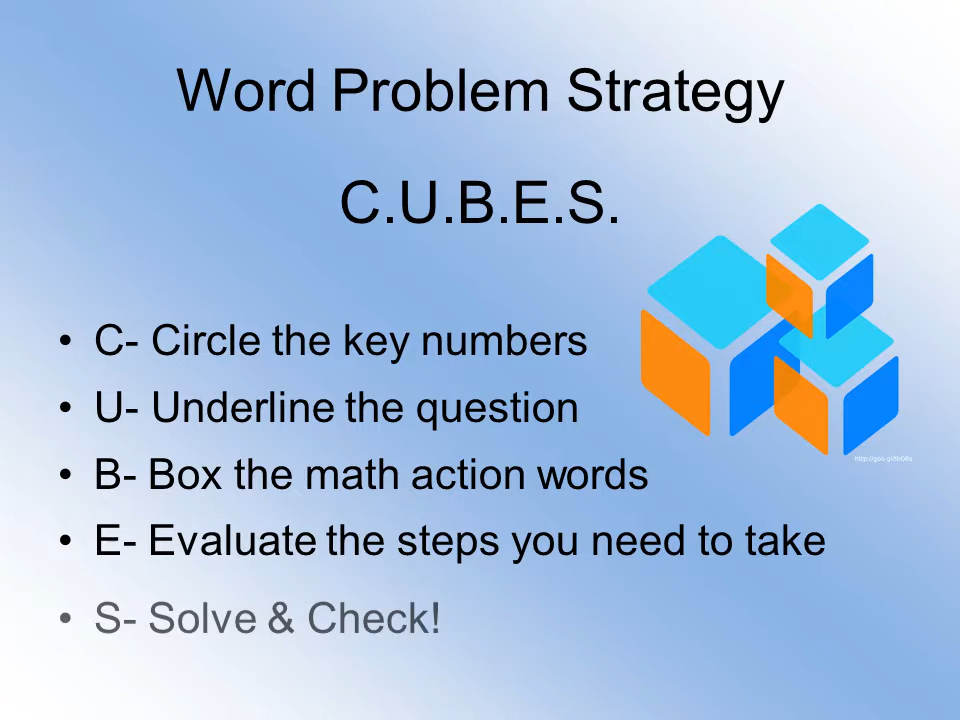 Word Problem Strategy
C.U.B.E.S.
• C- Circle the key numbers
• U- Underline the question
• B- Box the math action words
• E- Evaluate the steps you need to take
• S- Solve & Check!